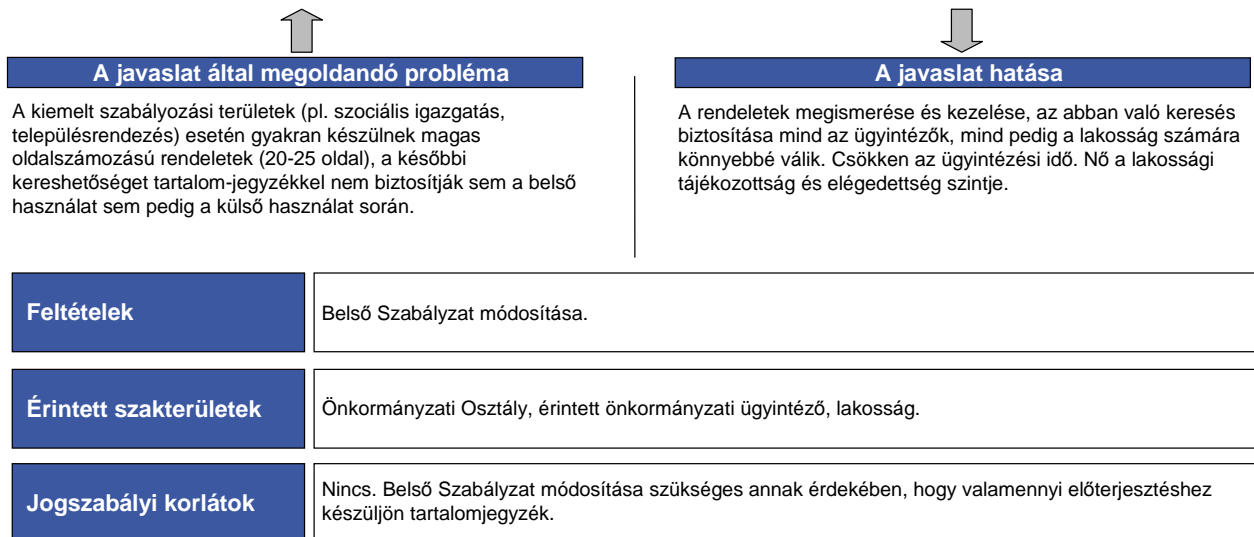 A javaslat által megoldandó probléma
A kiemelt szabályozási területek (pl. szociális igazgatás,
településrendezés) esetén gyakran készülnek magas
oldalszámozású rendeletek (20-25 oldal), a későbbi
kereshetőséget tartalom-jegyzékkel nem biztosítják sem a belső
használat sem pedig a külső használat során.
A javaslat hatása
A rendeletek megismerése és kezelése, az abban való keresés
biztosítása mind az ügyintézők, mind pedig a lakosság számára
könnyebbé válik. Csökken az ügyintézési idő. Nő a lakossági
tájékozottság és elégedettség szintje.
Feltételek
Belső Szabályzat módosítása.
Érintett szakterületek
Önkormányzati Osztály, érintett önkormányzati ügyintéző, lakosság.
Jogszabályi korlátok
Nincs. Belső Szabályzat módosítása szükséges annak érdekében, hogy valamennyi előterjesztéshez
készüljön tartalomjegyzék.